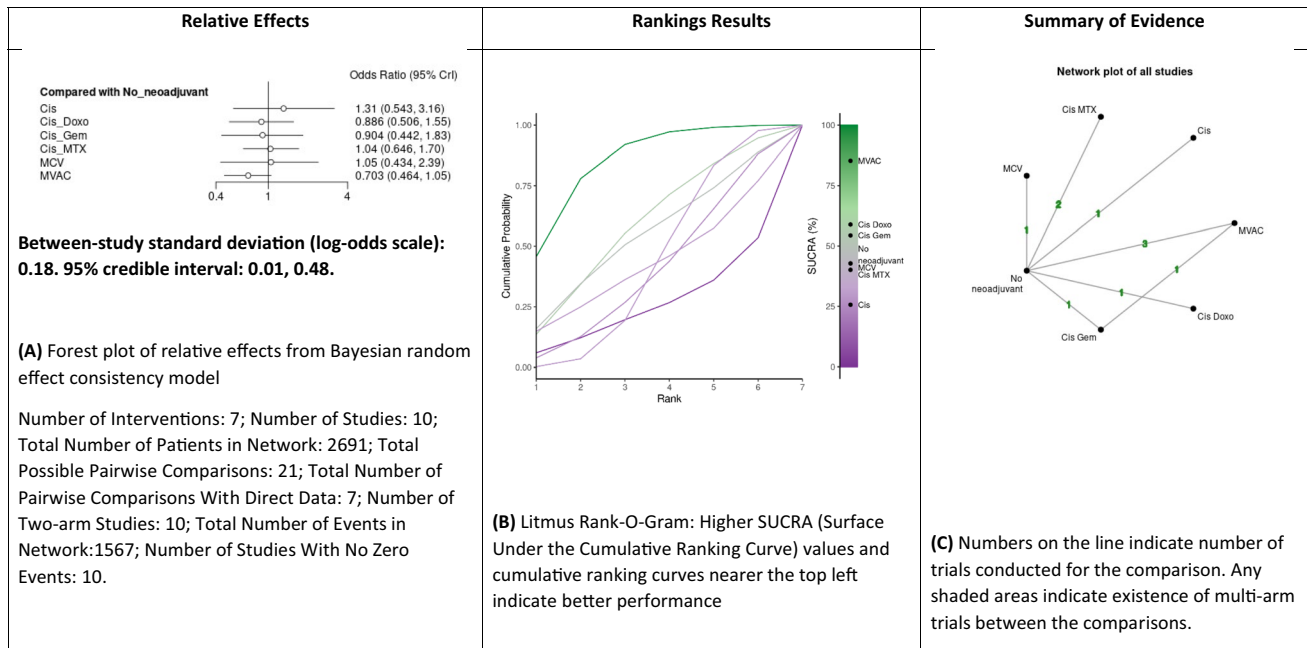 Relative Effects
Odds Ratio (95% CrI)
Compared with No_neoadjuvant
Cis 1.31 (0.543, 3.16)
Cis_Doxo 0.886 (0.506, 1.55)
Cis_Gem 0.904 (0.442, 1.83)
Cis_MTX 1.04 (0.646, 1.70)
MCV 1.05 (0.434, 2.39)
MVAC 0.703 (0.464, 1.05)
0.4 1 4
Between-study standard deviation (log-odds scale):
0.18. 95% credible interval: 0.01, 0.48.
(A) Forest plot of relative effects from Bayesian random
effect consistency model
Number of Interventions: 7; Number of Studies: 10;
Total Number of Patients in Network: 2691; Total
Possible Pairwise Comparisons: 21; Total Number of
Pairwise Comparisons With Direct Data: 7; Number of
Two-arm Studies: 10; Total Number of Events in
Network:1567; Number of Studies With No Zero
Events: 10.
Rankings Results
Cumulative Probability
1.00
0.75
0.50
0.25
0.00
1 2 3 4 5 6 7
Rank
SUCRA (%)
100
75
50
25
0
MVAC
Cis Doxo
Cis Gem
No
neoadjuvant
MCV
Cis MTX
Cis
(B) Litmus Rank-O-Gram: Higher SUCRA (Surface
Under the Cumulative Ranking Curve) values and
cumulative ranking curves nearer the top left
indicate better performance
Summary of Evidence
Network plot of all studies
Cis MTX
Cis
MCV
MVAC
No
neoadjuvant
Cis Doxo
Cis Gem
2
1
1
3
1
1
1
(C) Numbers on the line indicate number of
trials conducted for the comparison. Any
shaded areas indicate existence of multi-arm
trials between the comparisons.